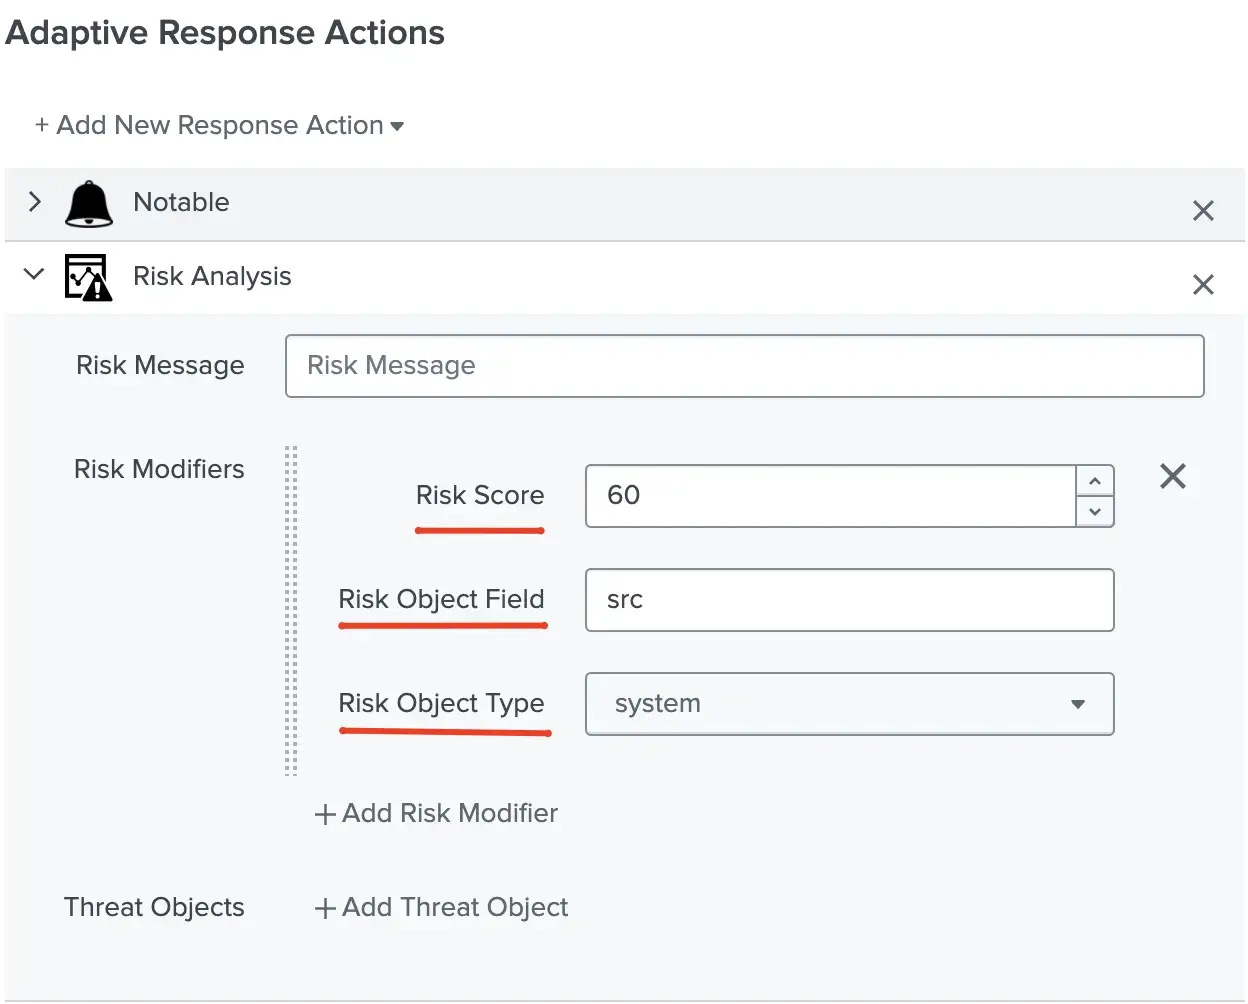 Adaptive Response Actions
+ Add New Response Action
Notable
Risk Analysis
Risk Message
Risk Message
Risk Modifiers
Risk Score
60
Risk Object Field
src
Risk Object Type
system
+ Add Risk Modifier
Threat Objects
+ Add Threat Object